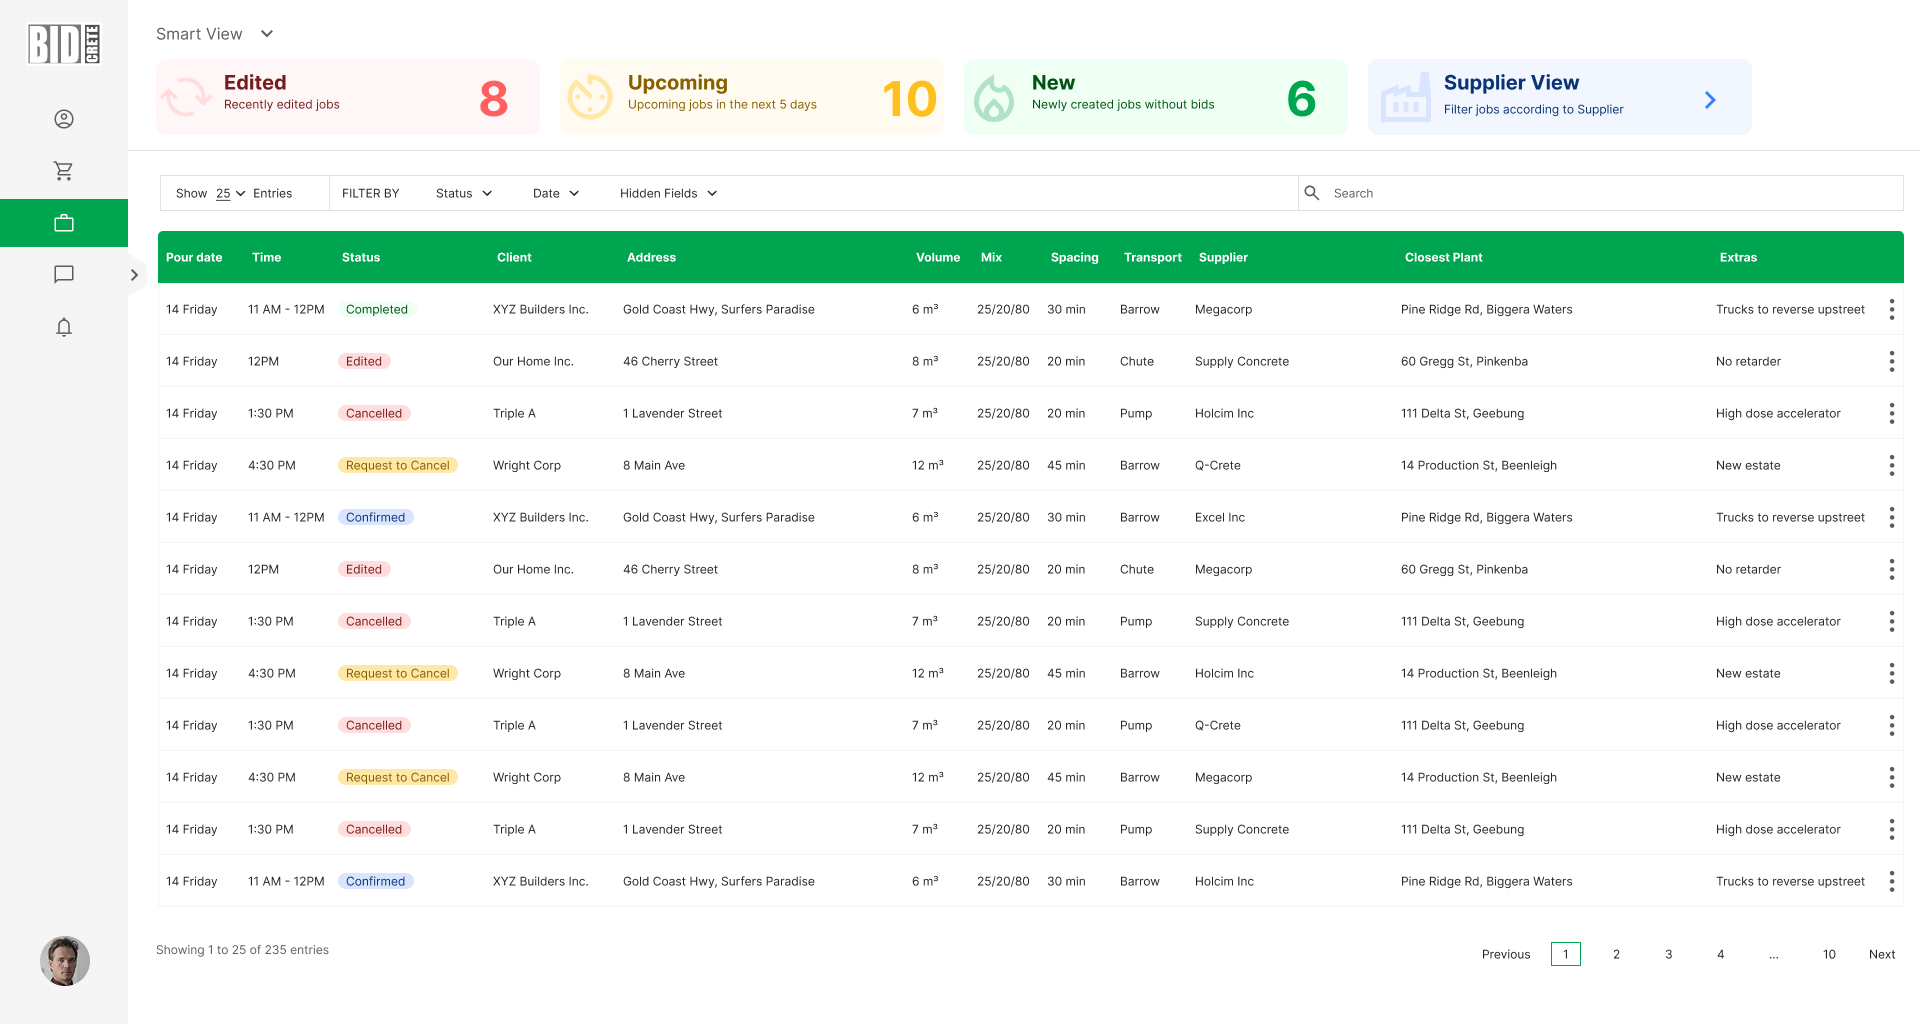 BID CRETE
Smart View
Edited
Recently edited jobs
8
Upcoming
Upcoming jobs in the next 5 days
10
New
Newly created jobs without bids
6
Supplier View
Filter jobs according to Supplier
Show 25 Entries FILTER BY Status Date Hidden Fields Search
Pour date Time Status Client Address Volume Mix Spacing Transport Supplier Closest Plant Extras
14 Friday 11 AM - 12PM Completed XYZ Builders Inc. Gold Coast Hwy, Surfers Paradise 6 m³ 25/20/80 30 min Barrow Megacorp Pine Ridge Rd, Biggera Waters Trucks to reverse upstreet
14 Friday 12PM Edited Our Home Inc. 46 Cherry Street 8 m³ 25/20/80 20 min Chute Supply Concrete 60 Gregg St, Pinkenba No retarder
14 Friday 1:30 PM Cancelled Triple A 1 Lavender Street 7 m³ 25/20/80 20 min Pump Holcim Inc 111 Delta St, Geebung High dose accelerator
14 Friday 4:30 PM Request to Cancel Wright Corp 8 Main Ave 12 m³ 25/20/80 45 min Barrow Q-Crete 14 Production St, Beenleigh New estate
14 Friday 11 AM - 12PM Confirmed XYZ Builders Inc. Gold Coast Hwy, Surfers Paradise 6 m³ 25/20/80 30 min Barrow Excel Inc Pine Ridge Rd, Biggera Waters Trucks to reverse upstreet
14 Friday 12PM Edited Our Home Inc. 46 Cherry Street 8 m³ 25/20/80 20 min Chute Megacorp 60 Gregg St, Pinkenba No retarder
14 Friday 1:30 PM Cancelled Triple A 1 Lavender Street 7 m³ 25/20/80 20 min Pump Supply Concrete 111 Delta St, Geebung High dose accelerator
14 Friday 4:30 PM Request to Cancel Wright Corp 8 Main Ave 12 m³ 25/20/80 45 min Barrow Holcim Inc 14 Production St, Beenleigh New estate
14 Friday 1:30 PM Cancelled Triple A 1 Lavender Street 7 m³ 25/20/80 20 min Pump Q-Crete 111 Delta St, Geebung High dose accelerator
14 Friday 4:30 PM Request to Cancel Wright Corp 8 Main Ave 12 m³ 25/20/80 45 min Barrow Megacorp 14 Production St, Beenleigh New estate
14 Friday 1:30 PM Cancelled Triple A 1 Lavender Street 7 m³ 25/20/80 20 min Pump Supply Concrete 111 Delta St, Geebung High dose accelerator
14 Friday 11 AM - 12PM Confirmed XYZ Builders Inc. Gold Coast Hwy, Surfers Paradise 6 m³ 25/20/80 30 min Barrow Holcim Inc Pine Ridge Rd, Biggera Waters Trucks to reverse upstreet
Showing 1 to 25 of 235 entries
Previous 1 2 3 4 ... 10 Next